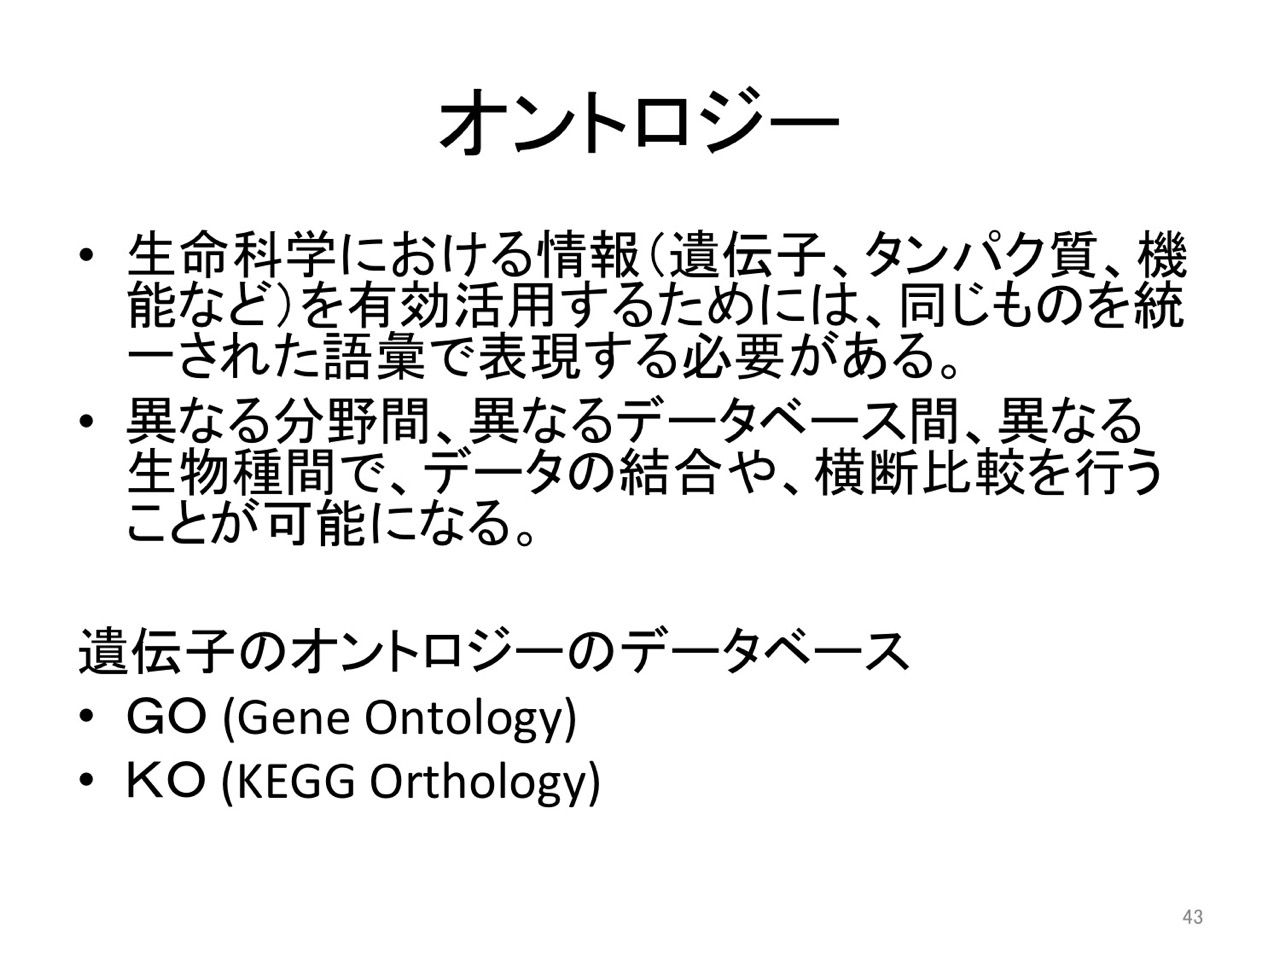 オントロジー
• 生命科学における情報（遺伝子、タンパク質、機
能など）を有効活用するためには、同じものを統
一された語彙で表現する必要がある。
• 異なる分野間、異なるデータベース間、異なる
生物種間で、データの結合や、横断比較を行う
ことが可能になる。
遺伝子のオントロジーのデータベース
• ＧＯ (Gene Ontology)
• ＫＯ (KEGG Orthology)
43